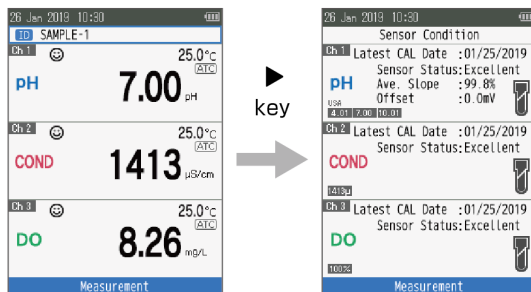 26 Jan 2019 10:30
ID SAMPLE-1
Ch 1 25.0°C
ATC
pH 7.00 pH
Ch 2 25.0°C
ATC
COND 1413 µS/cm
Ch 3 25.0°C
ATC
DO 8.26 mg/L
Measurement
key
26 Jan 2019 10:30
Sensor Condition
Ch 1 Latest CAL Date :01/25/2019
Sensor Status:Excellent
pH Ave. Slope :99.8%
Offset :0.0mV
USA
4.01 7.00 10.01
Ch 2 Latest CAL Date :01/25/2019
Sensor Status:Excellent
COND
1413µ
Ch 3 Latest CAL Date :01/25/2019
Sensor Status:Excellent
DO
100%
Measurement